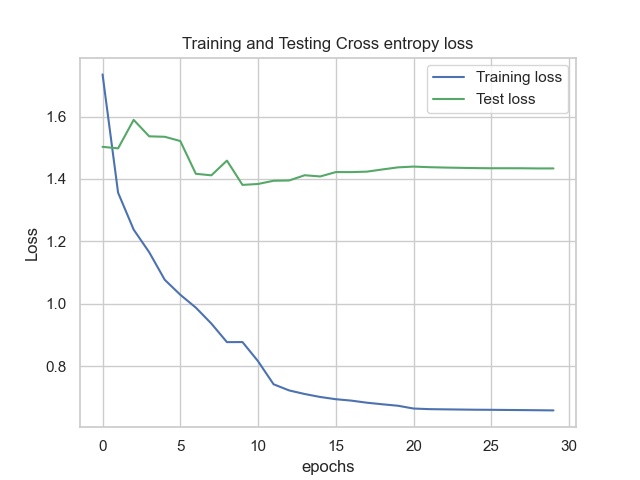 Training and Testing Cross entropy loss
Training loss
Test loss
1.6
1.4
1.2
1.0
0.8
Loss
0 5 10 15 20 25 30
epochs